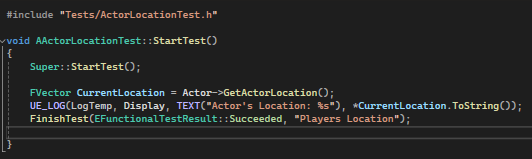 #include "Tests/ActorLocationTest.h"
void AActorLocationTest::StartTest()
{
Super::StartTest();
FVector CurrentLocation = Actor->GetActorLocation();
UE_LOG(LogTemp, Display, TEXT("Actor's Location: %s"), *CurrentLocation.ToString());
FinishTest(EFunctionalTestResult::Succeeded, "Players Location");
}